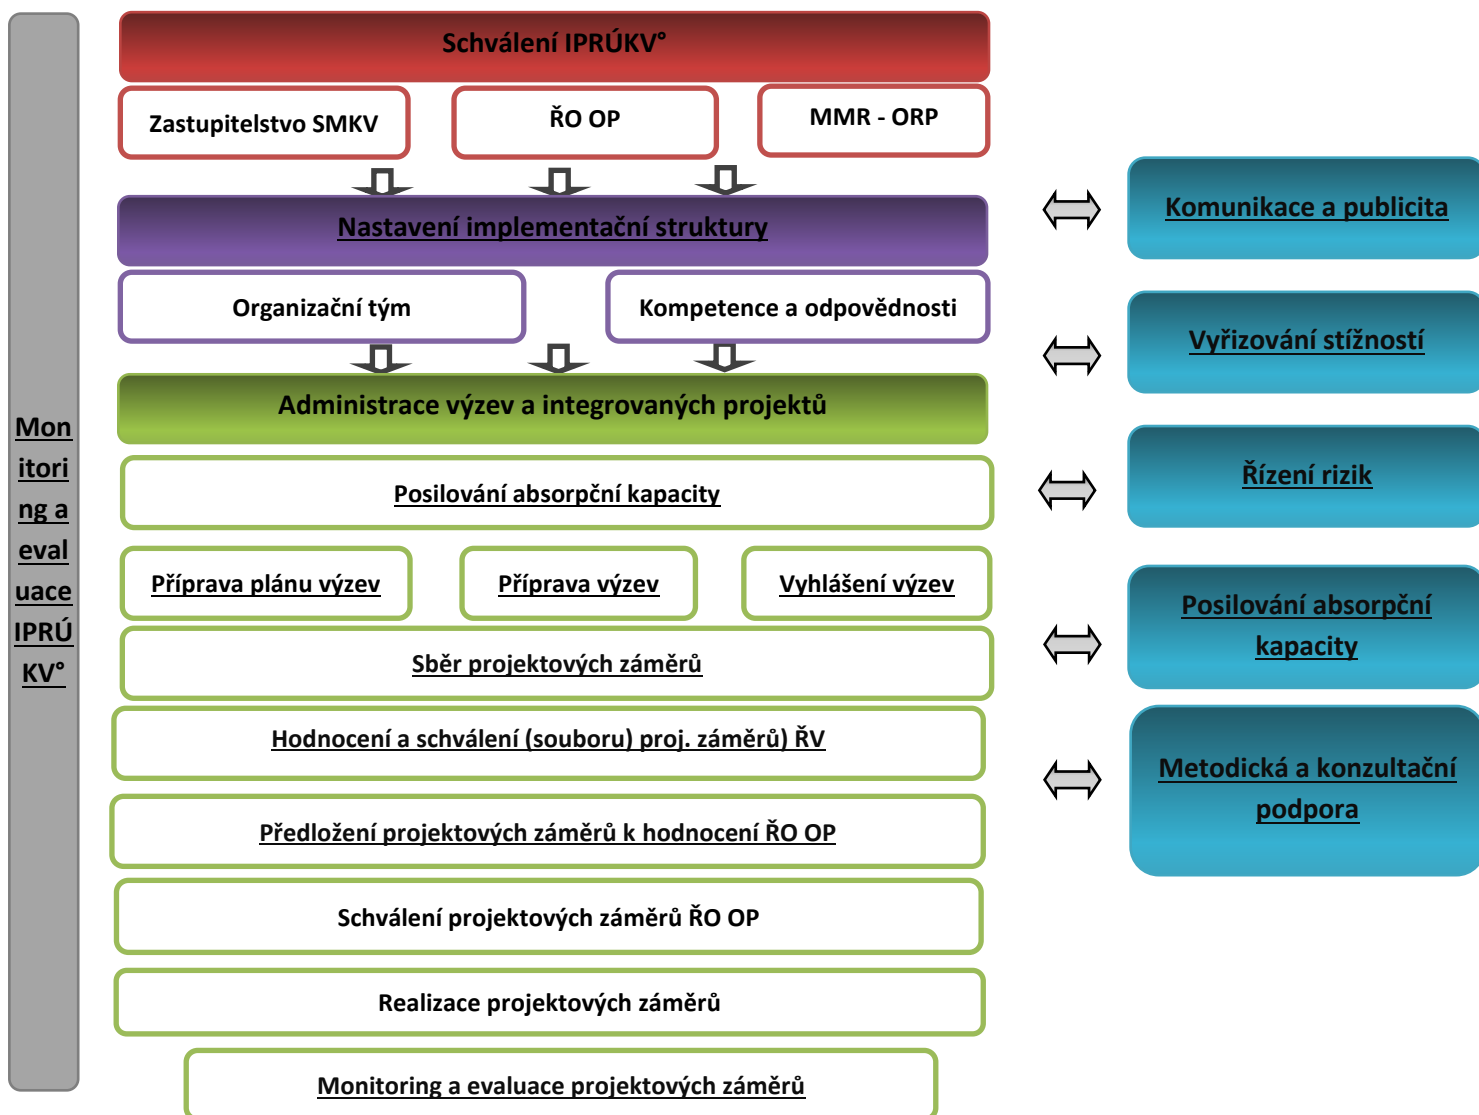 Schválení IPRÚKV°
Zastupitelstvo SMKV
ŘO OP
MMR - ORP
Nastavení implementační struktury
Organizační tým
Kompetence a odpovědnosti
Administrace výzev a integrovaných projektů
Posilování absorpční kapacity
Příprava plánu výzev
Příprava výzev
Vyhlášení výzev
Sběr projektových záměrů
Hodnocení a schválení (souboru) proj. záměrů) ŘV
Předložení projektových záměrů k hodnocení ŘO OP
Schválení projektových záměrů ŘO OP
Realizace projektových záměrů
Monitoring a evaluace projektových záměrů
Mon
itori
ng a
eval
uace
IPRÚ
KV°
Komunikace a publicita
Vyřizování stížností
Řízení rizik
Posilování absorpční
kapacity
Metodická a konzultační
podpora